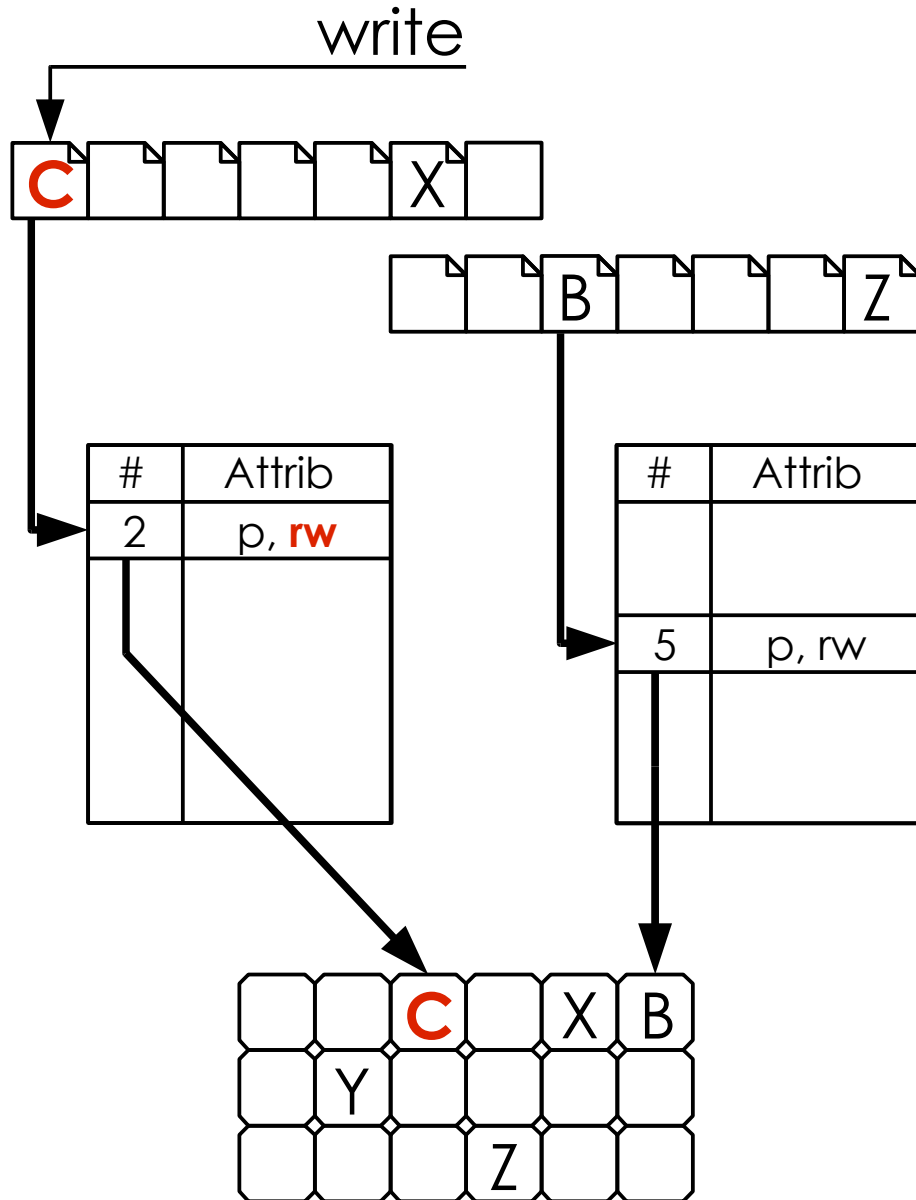 write
C X
B Z
# Attrib
2 p, rw
# Attrib
5 p, rw
C X B
Y
Z